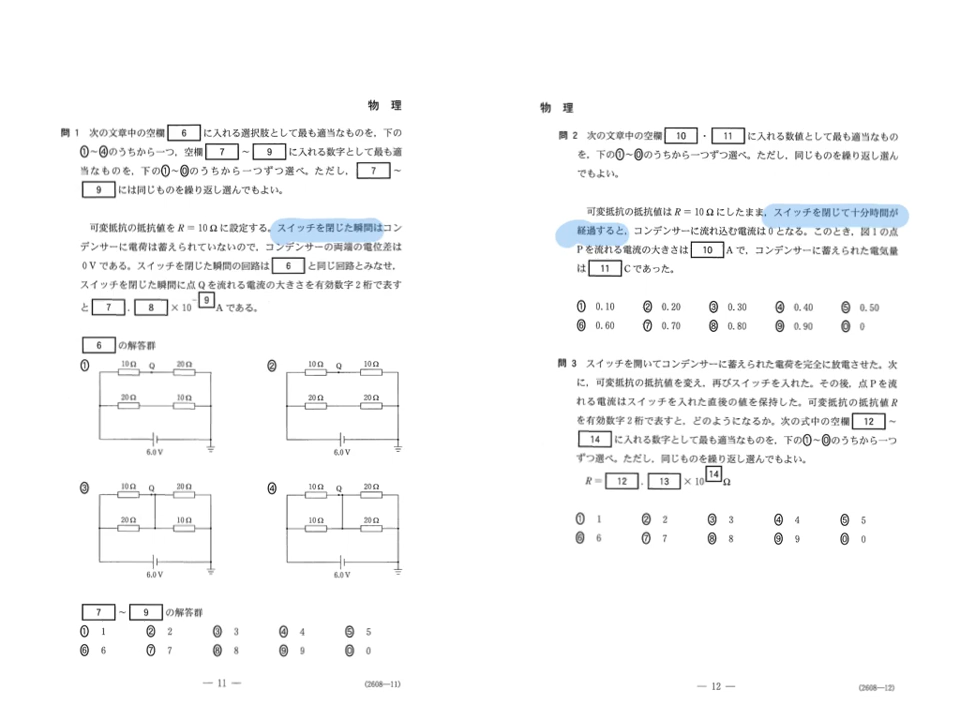 物 理
問 1 次の文章中の空欄 6 に入れる選択肢として最も適当なものを，下の
①~④のうちから一つ，空欄 7 ~ 9 に入れる数字として最も適
当なものを，下の①~⓪のうちから一つずつ選べ。ただし， 7 ~
9 には同じものを繰り返し選んでもよい。
可変抵抗の抵抗値を R = 10 Ω に設定する。スイッチを閉じた瞬間はコン
デンサーに電荷は蓄えられていないので，コンデンサーの両端の電位差は
0 V である。スイッチを閉じた瞬間の回路は 6 と同じ回路とみなせ，
スイッチを閉じた瞬間に点 Q を流れる電流の大きさを有効数字 2 桁で表す
と 7 . 8 × 10 - 9 A である。
6 の解答群
① 10 Ω Q 20 Ω
20 Ω 10 Ω
6.0 V
② 10 Ω Q 10 Ω
20 Ω 20 Ω
6.0 V
③ 10 Ω Q 20 Ω
20 Ω 10 Ω
6.0 V
④ 10 Ω Q 20 Ω
10 Ω 20 Ω
6.0 V
7 ~ 9 の解答群
① 1 ② 2 ③ 3 ④ 4 ⑤ 5
⑥ 6 ⑦ 7 ⑧ 8 ⑨ 9 ⓪ 0
— 11 —
(2608—11)
物 理
問 2 次の文章中の空欄 10 ・ 11 に入れる数値として最も適当なもの
を，下の①~⓪のうちから一つずつ選べ。ただし，同じものを繰り返し選ん
でもよい。
可変抵抗の抵抗値は R = 10 Ω にしたまま，スイッチを閉じて十分時間が
経過すると，コンデンサーに流れ込む電流は 0 となる。このとき，図 1 の点
P を流れる電流の大きさは 10 A で，コンデンサーに蓄えられた電気量
は 11 C であった。
① 0.10 ② 0.20 ③ 0.30 ④ 0.40 ⑤ 0.50
⑥ 0.60 ⑦ 0.70 ⑧ 0.80 ⑨ 0.90 ⓪ 0
問 3 スイッチを開いてコンデンサーに蓄えられた電荷を完全に放電させた。次
に，可変抵抗の抵抗値を変え，再びスイッチを入れた。その後，点 P を流
れる電流はスイッチを入れた直後の値を保持した。可変抵抗の抵抗値 R
を有効数字 2 桁で表すと，どのようになるか。次の式中の空欄 12 ~
14 に入れる数字として最も適当なものを，下の①~⓪のうちから一つ
ずつ選べ。ただし，同じものを繰り返し選んでもよい。
R = 12 . 13 × 10 14 Ω
① 1 ② 2 ③ 3 ④ 4 ⑤ 5
⑥ 6 ⑦ 7 ⑧ 8 ⑨ 9 ⓪ 0
— 12 —
(2608—12)